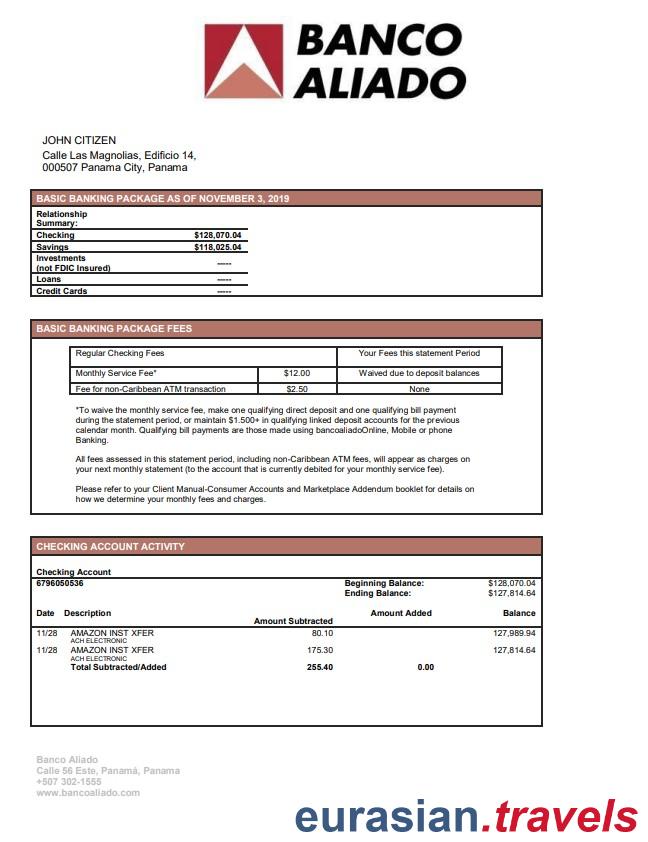 BANCO
ALIADO
JOHN CITIZEN
Calle Las Magnolias, Edificio 14,
000507 Panama City, Panama
BASIC BANKING PACKAGE AS OF NOVEMBER 3, 2019
Relationship
Summary:
Checking $128,070.04
Savings $118,025.04
Investments
(not FDIC Insured) -----
Loans -----
Credit Cards -----
BASIC BANKING PACKAGE FEES
Regular Checking Fees Your Fees this statement Period
Monthly Service Fee* $12.00 Waived due to deposit balances
Fee for non-Caribbean ATM transaction $2.50 None
*To waive the monthly service fee, make one qualifying direct deposit and one qualifying bill payment
during the statement period, or maintain $1.500+ in qualifying linked deposit accounts for the previous
calendar month. Qualifying bill payments are those made using bancoaliadoOnline, Mobile or phone
Banking.
All fees assessed in this statement period, including non-Caribbean ATM fees, will appear as charges on
your next monthly statement (to the account that is currently debited for your monthly service fee).
Please refer to your Client Manual-Consumer Accounts and Marketplace Addendum booklet for details on
how we determine your monthly fees and charges.
CHECKING ACCOUNT ACTIVITY
Checking Account
6796050536 Beginning Balance: $128,070.04
Ending Balance: $127,814.64
Date Description Amount Subtracted Amount Added Balance
11/28 AMAZON INST XFER 80.10 127,989.94
ACH ELECTRONIC
11/28 AMAZON INST XFER 175.30 127,814.64
ACH ELECTRONIC
Total Subtracted/Added 255.40 0.00
Banco Aliado
Calle 56 Este, Panamá, Panama
+507 302-1555
www.bancoaliado.com
eurasian.travels